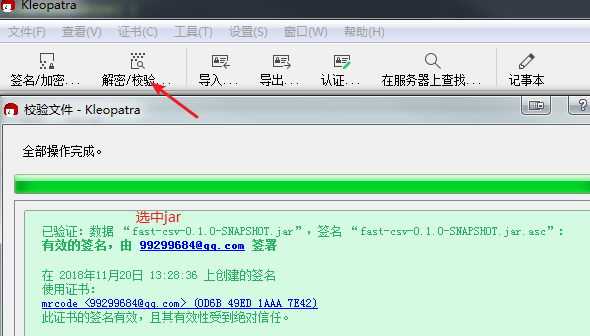 Kleopatra
文件(F) 查看(V) 证书(C) 工具(T) 设置(S) 窗口(W) 帮助(H)
签名/加密... 解密/校验... 导入... 导出... 认证... 在服务器上查找... 记事本
校验文件 - Kleopatra
全部操作完成。
选中jar
已验证：数据 “fast-csv-0.1.0-SNAPSHOT.jar”，签名 “fast-csv-0.1.0-SNAPSHOT.jar.asc”：
有效的签名，由 99299684@qq.com 签署
在 2018年11月20日 13:28:36 上创建的签名
使用证书:
mrcode <99299684@qq.com> (0D6B 49ED 1AAA 7E42)
此证书的签名有效，且其有效性受到绝对信任。